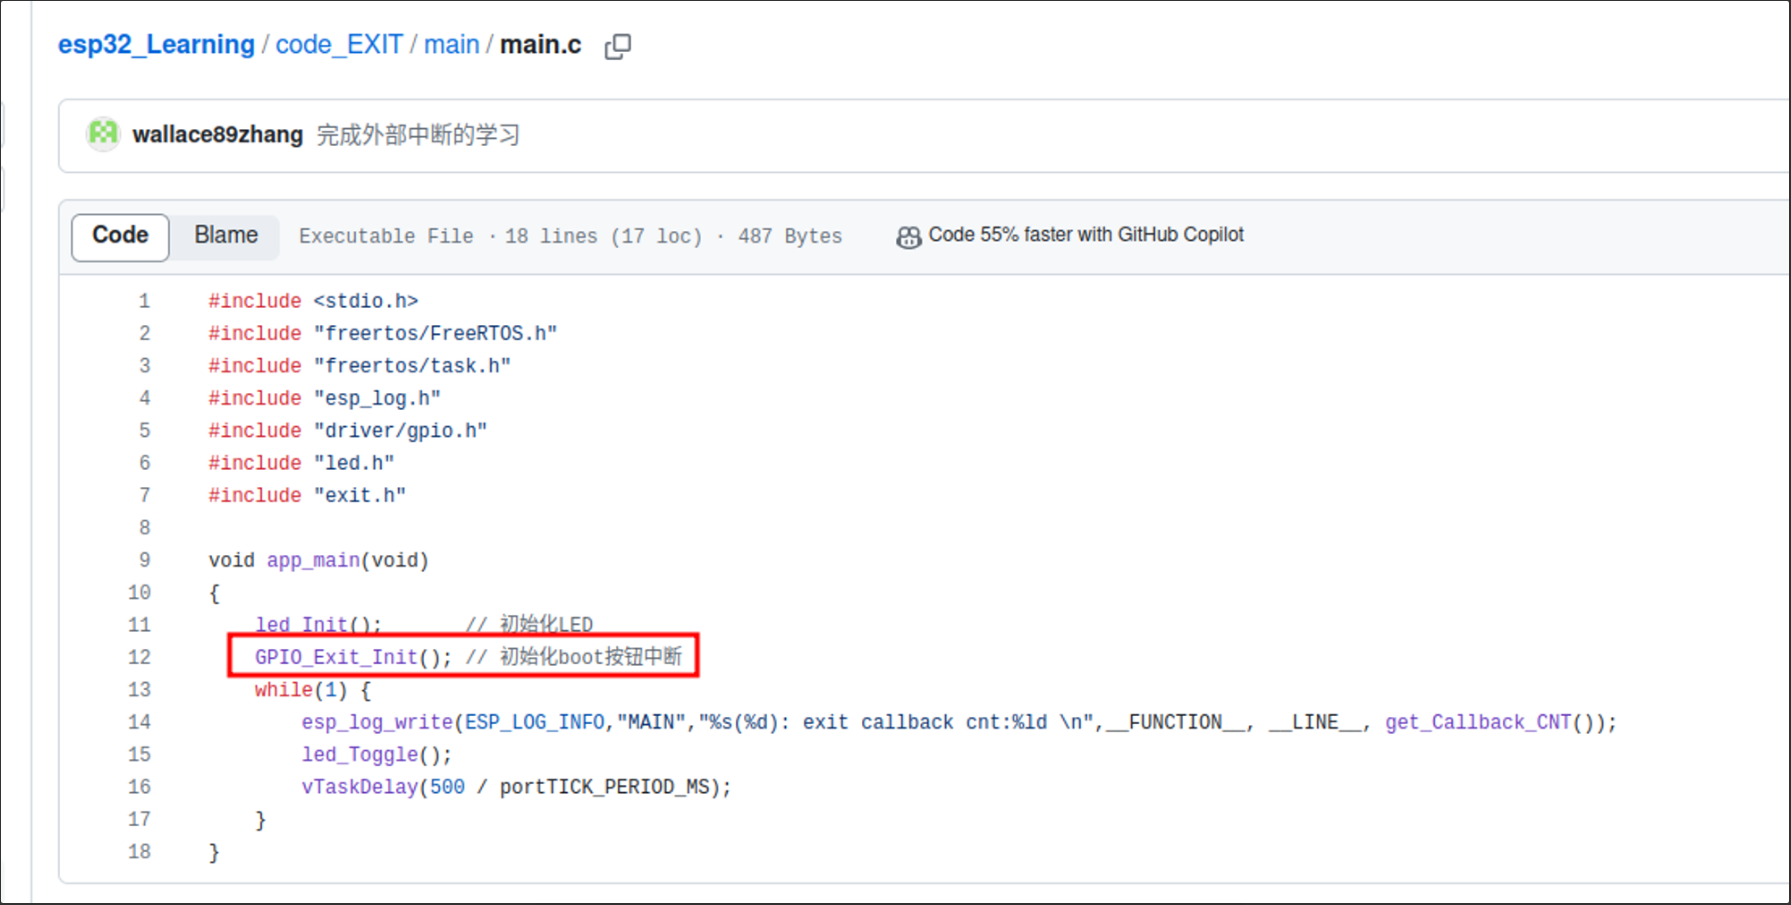 esp32_Learning / code_EXIT / main / main.c
wallace89zhang 完成外部中断的学习
Code Blame Executable File · 18 lines (17 loc) · 487 Bytes Code 55% faster with GitHub Copilot
1 #include <stdio.h>
2 #include "freertos/FreeRTOS.h"
3 #include "freertos/task.h"
4 #include "esp_log.h"
5 #include "driver/gpio.h"
6 #include "led.h"
7 #include "exit.h"
8
9 void app_main(void)
10 {
11 led_Init(); // 初始化LED
12 GPIO_Exit_Init(); // 初始化boot按钮中断
13 while(1) {
14 esp_log_write(ESP_LOG_INFO,"MAIN","%s(%d): exit callback cnt:%ld \n",__FUNCTION__, __LINE__, get_Callback_CNT());
15 led_Toggle();
16 vTaskDelay(500 / portTICK_PERIOD_MS);
17 }
18 }